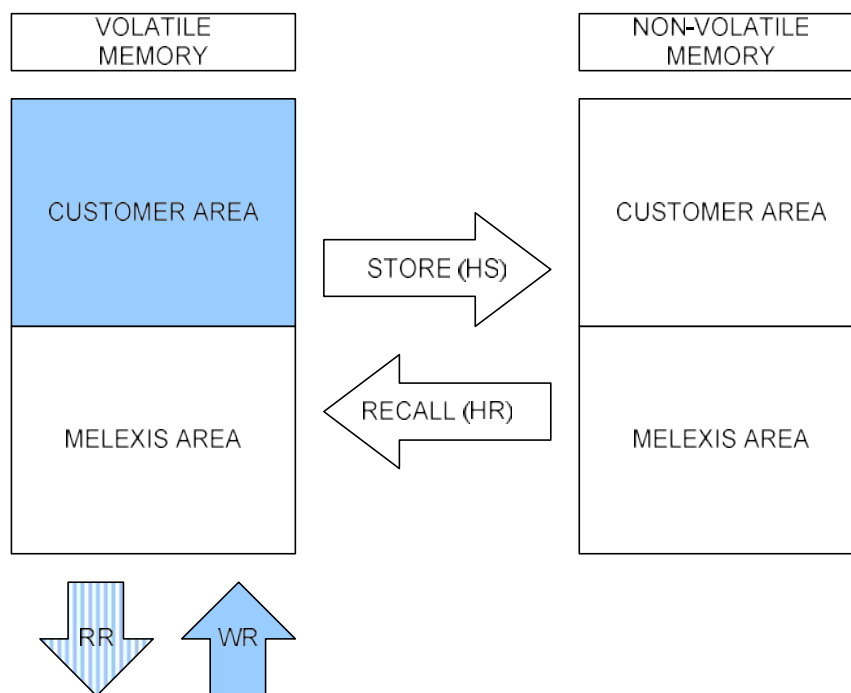 VOLATILE
MEMORY
NON-VOLATILE
MEMORY
CUSTOMER AREA
CUSTOMER AREA
STORE (HS)
RECALL (HR)
MELEXIS AREA
MELEXIS AREA
RR
WR